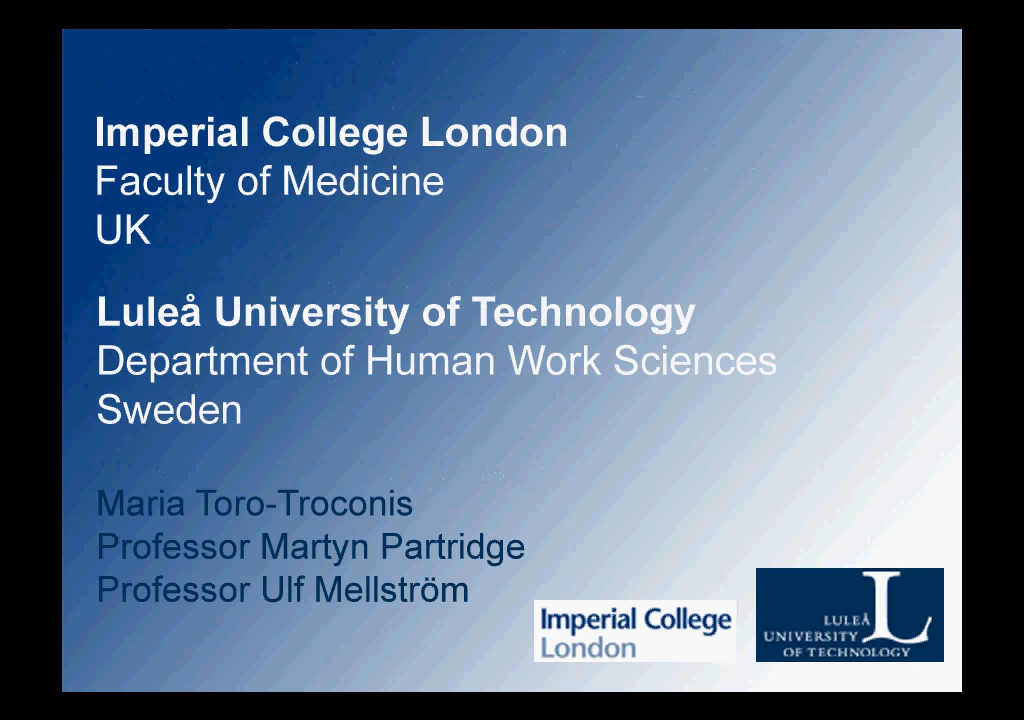 Imperial College London
Faculty of Medicine
UK
Luleå University of Technology
Department of Human Work Sciences
Sweden
Maria Toro-Troconis
Professor Martyn Partridge
Professor Ulf Mellström
Imperial College
London
LULEÅ
UNIVERSITY
OF TECHNOLOGY
L